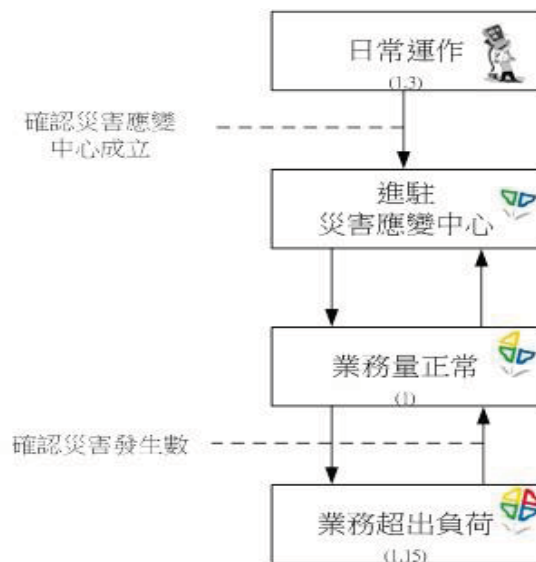 日常運作
(1,3)
確認災害應變
中心成立
進駐
災害應變中心
業務量正常
(1)
確認災害發生數
業務超出負荷
(1,15)